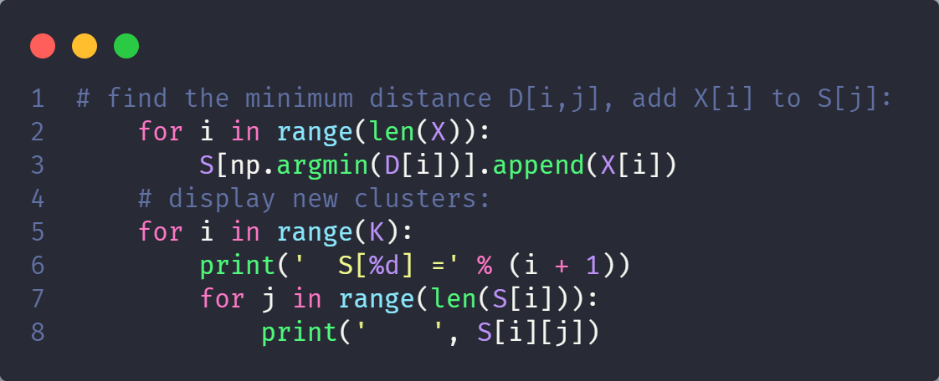 1 # find the minimum distance D[i,j], add X[i] to S[j]:
2     for i in range(len(X)):
3         S[np.argmin(D[i])].append(X[i])
4     # display new clusters:
5     for i in range(K):
6         print('  S[%d] =' % (i + 1))
7         for j in range(len(S[i])):
8             print('    ', S[i][j])